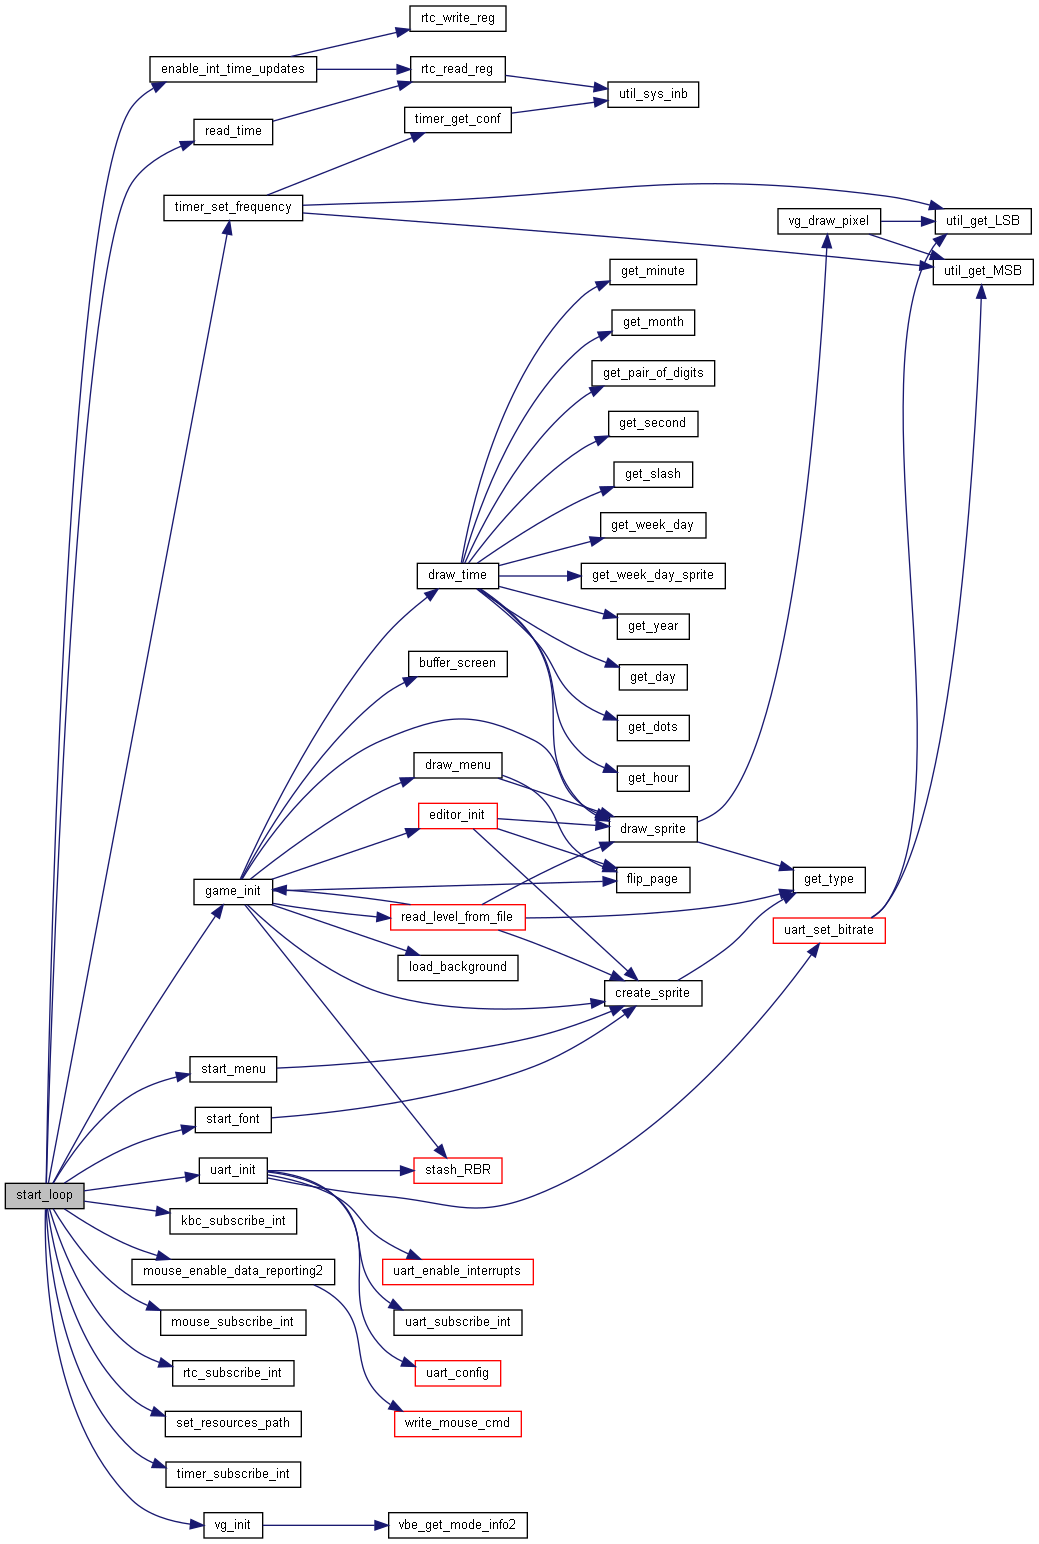 rtc_write_reg
enable_int_time_updates
rtc_read_reg
util_sys_inb
timer_get_conf
read_time
timer_set_frequency
vg_draw_pixel
util_get_LSB
get_minute
util_get_MSB
get_month
get_pair_of_digits
get_second
get_slash
get_week_day
draw_time
get_week_day_sprite
get_year
buffer_screen
get_day
get_dots
draw_menu
get_hour
editor_init
draw_sprite
game_init
flip_page
get_type
read_level_from_file
uart_set_bitrate
load_background
create_sprite
start_menu
start_font
uart_init
stash_RBR
start_loop
kbc_subscribe_int
mouse_enable_data_reporting2
uart_enable_interrupts
mouse_subscribe_int
uart_subscribe_int
rtc_subscribe_int
uart_config
set_resources_path
write_mouse_cmd
timer_subscribe_int
vg_init
vbe_get_mode_info2